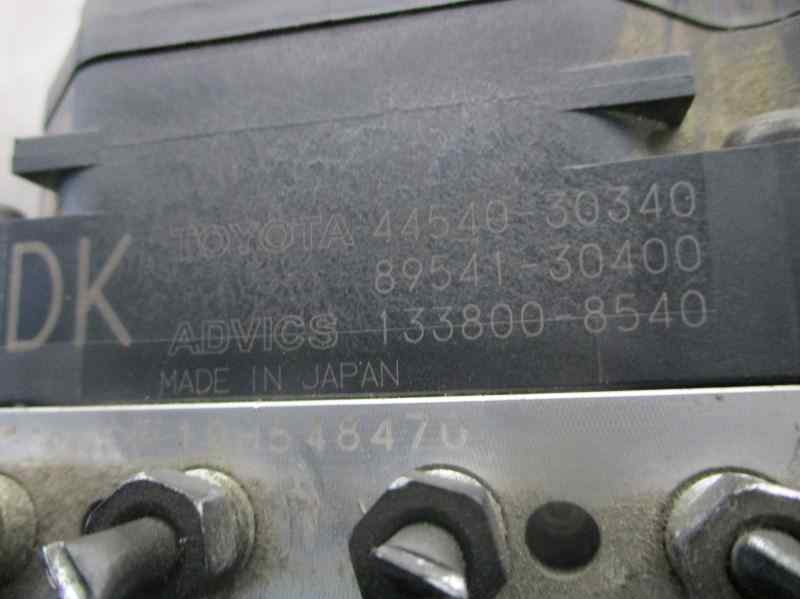 TOYOTA 44540-30340
89541-30400
DK
ADVICS 133800-8540
MADE IN JAPAN